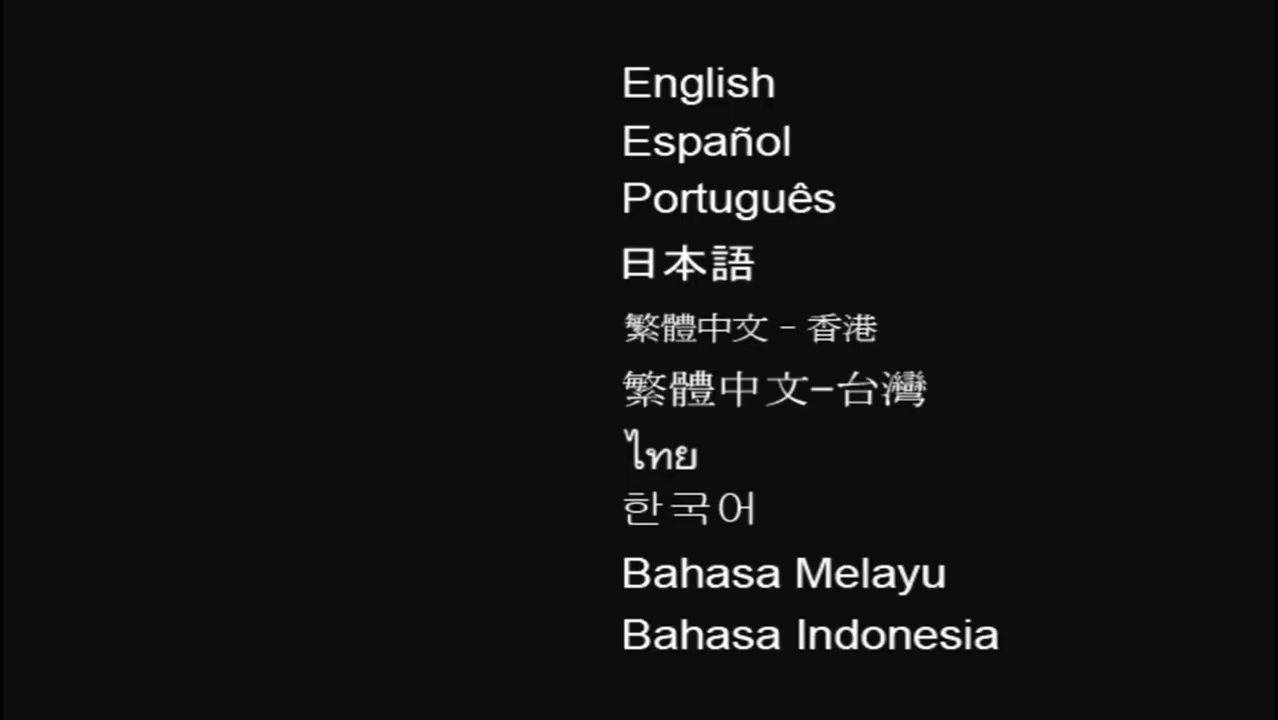 English
Español
Português
日本語
繁體中文 - 香港
繁體中文-台灣
ไทย
한국어
Bahasa Melayu
Bahasa Indonesia